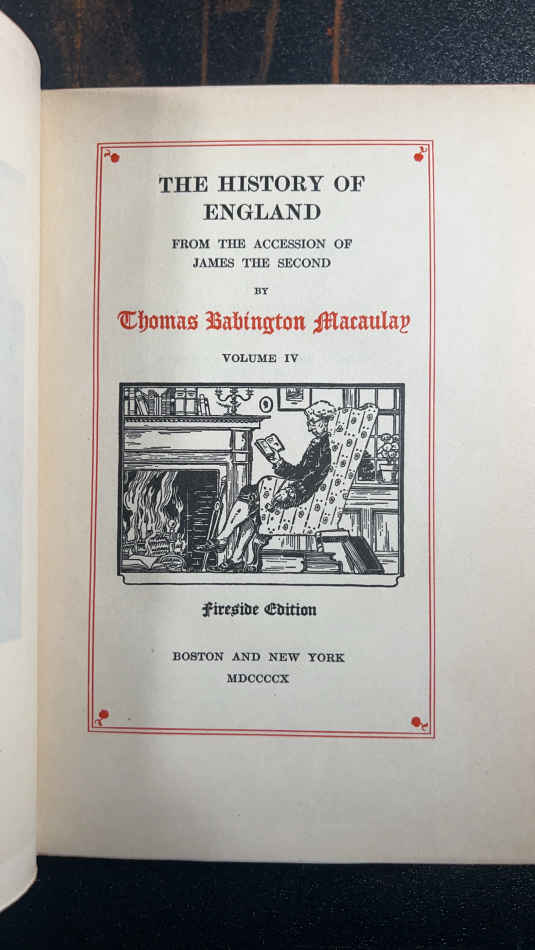 THE HISTORY OF
ENGLAND
FROM THE ACCESSION OF
JAMES THE SECOND
BY
Thomas Babington Macaulay
VOLUME IV
Fireside Edition
BOSTON AND NEW YORK
MDCCCCX